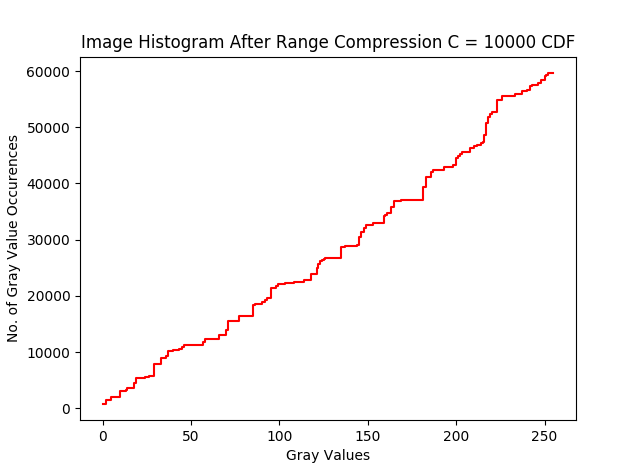 Image Histogram After Range Compression C = 10000 CDF
No. of Gray Value Occurences
60000
50000
40000
30000
20000
10000
0
0 50 100 150 200 250
Gray Values